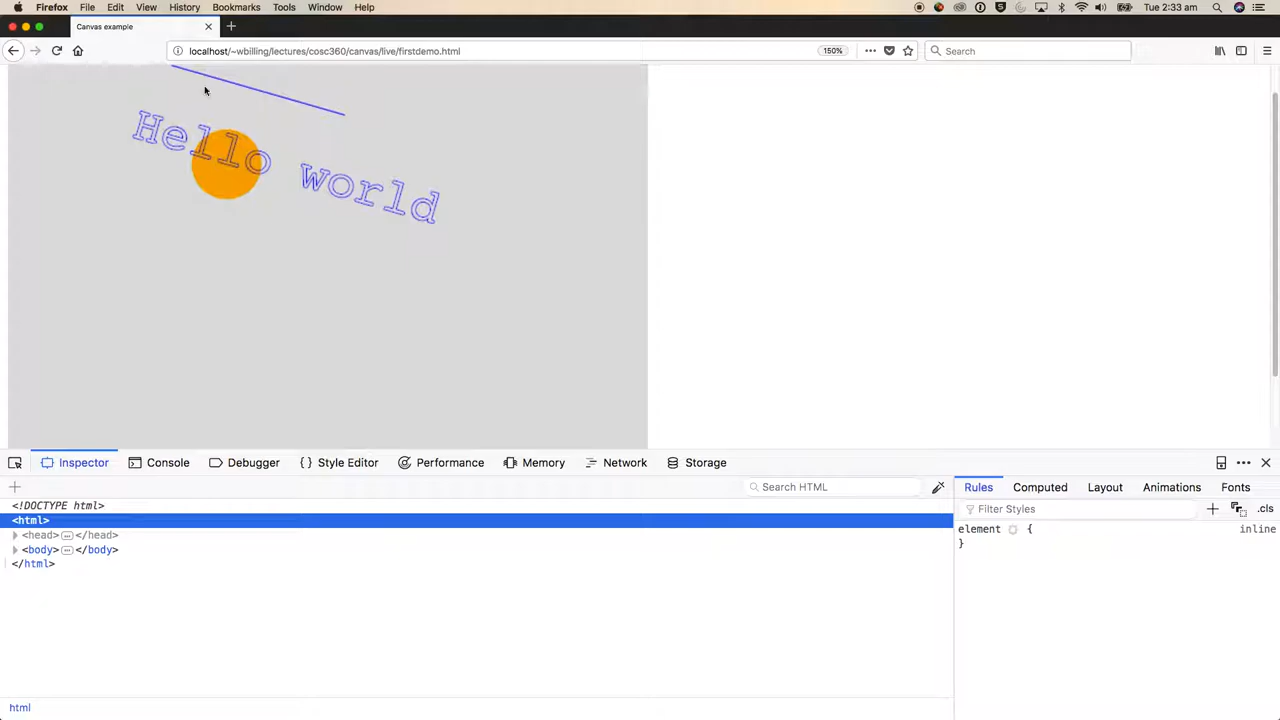 Firefox File Edit View History Bookmarks Tools Window Help Tue 2:33 am
Canvas example
localhost/~wbilling/lectures/cosc360/canvas/live/firstdemo.html 150% Search
Hello world
Inspector Console Debugger Style Editor Performance Memory Network Storage
Search HTML Rules Computed Layout Animations Fonts
<!DOCTYPE html> Filter Styles .cls
<html>
<head> </head> element { inline
<body> </body> }
</html>
html